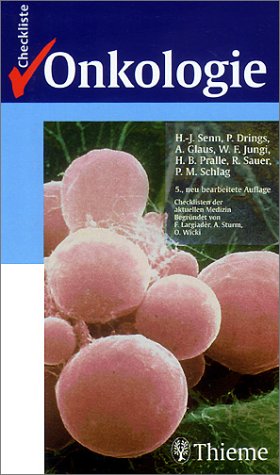 Checkliste
Onkologie
H.-J. Senn, P. Drings,
A. Glaus, W. F. Jungi,
H. B. Pralle, R. Sauer,
P. M. Schlag
5., neu bearbeitete Auflage
Checklisten der
aktuellen Medizin
Begründet von
F. Largiadèr, A. Sturm,
O. Wicki
Thieme